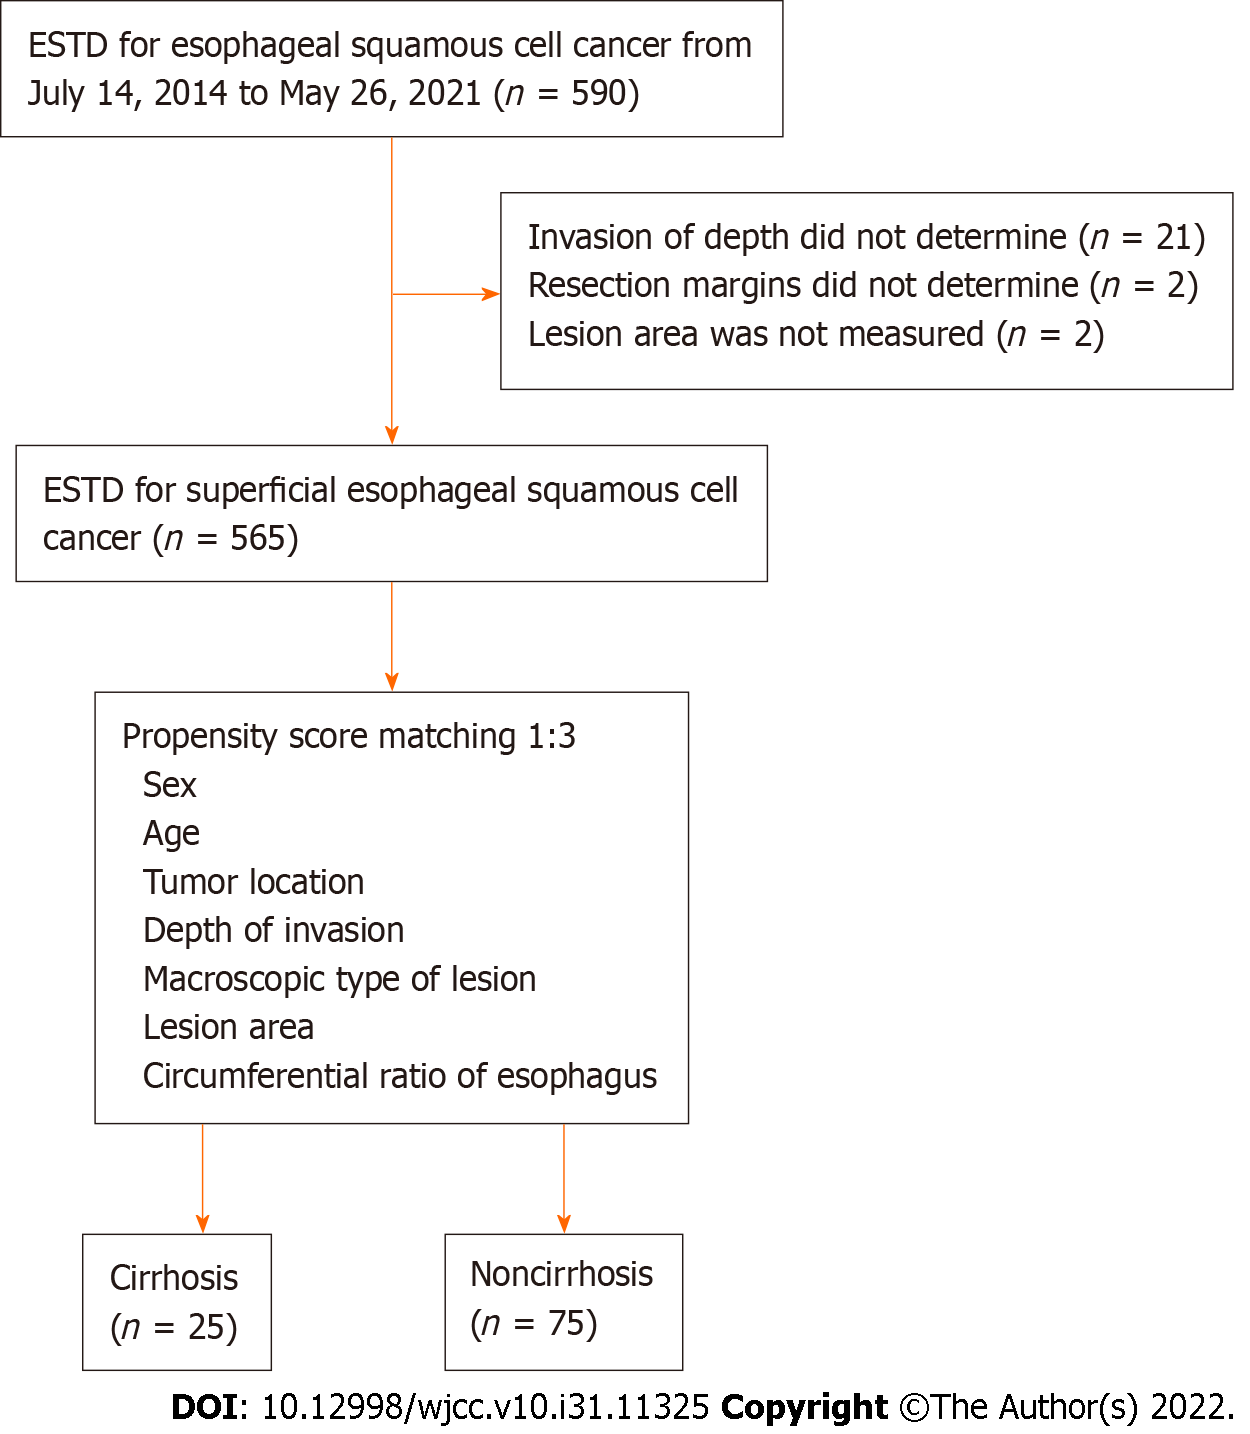 ESTD for esophageal squamous cell cancer from
July 14, 2014 to May 26, 2021 (n = 590)
Invasion of depth did not determine (n = 21)
Resection margins did not determine (n = 2)
Lesion area was not measured (n = 2)
ESTD for superficial esophageal squamous cell
cancer (n = 565)
Propensity score matching 1:3
Sex
Age
Tumor location
Depth of invasion
Macroscopic type of lesion
Lesion area
Circumferential ratio of esophagus
Cirrhosis
(n = 25)
Noncirrhosis
(n = 75)
DOI: 10.12998/wjcc.v10.i31.11325 Copyright ©The Author(s) 2022.